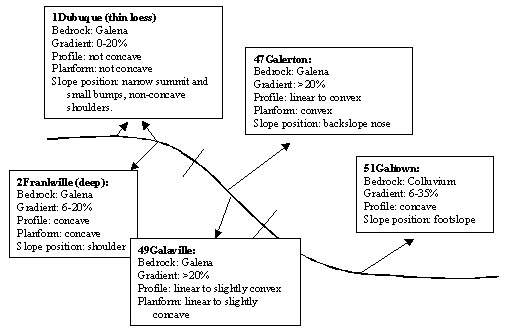 1Dubuque (thin loess)
Bedrock: Galena
Gradient: 0-20%
Profile: not concave
Planform: not concave
Slope position: narrow summit and
small bumps, non-concave
shoulders.
47Galerton:
Bedrock: Galena
Gradient: >20%
Profile: linear to convex
Planform: convex
Slope position: backslope nose
51Galtown:
Bedrock: Colluvium
Gradient: 6-35%
Profile: concave
Slope position: footslope
2Frankville (deep):
Bedrock: Galena
Gradient: 6-20%
Profile: concave
Planform: concave
Slope position: shoulder
49Galaville:
Bedrock: Galena
Gradient: >20%
Profile: linear to slightly convex
Planform: linear to slightly
concave